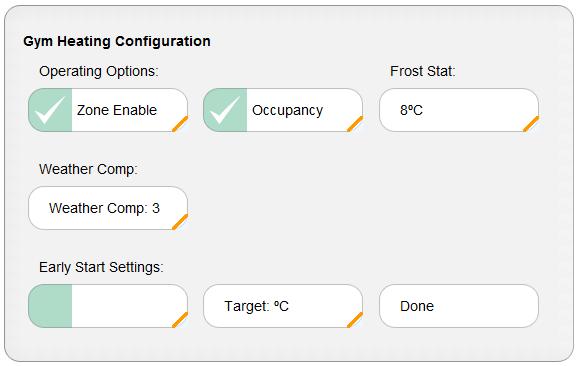 Gym Heating Configuration
Operating Options:
Frost Stat:
Zone Enable
Occupancy
8ºC
Weather Comp:
Weather Comp: 3
Early Start Settings:
Target: ºC
Done